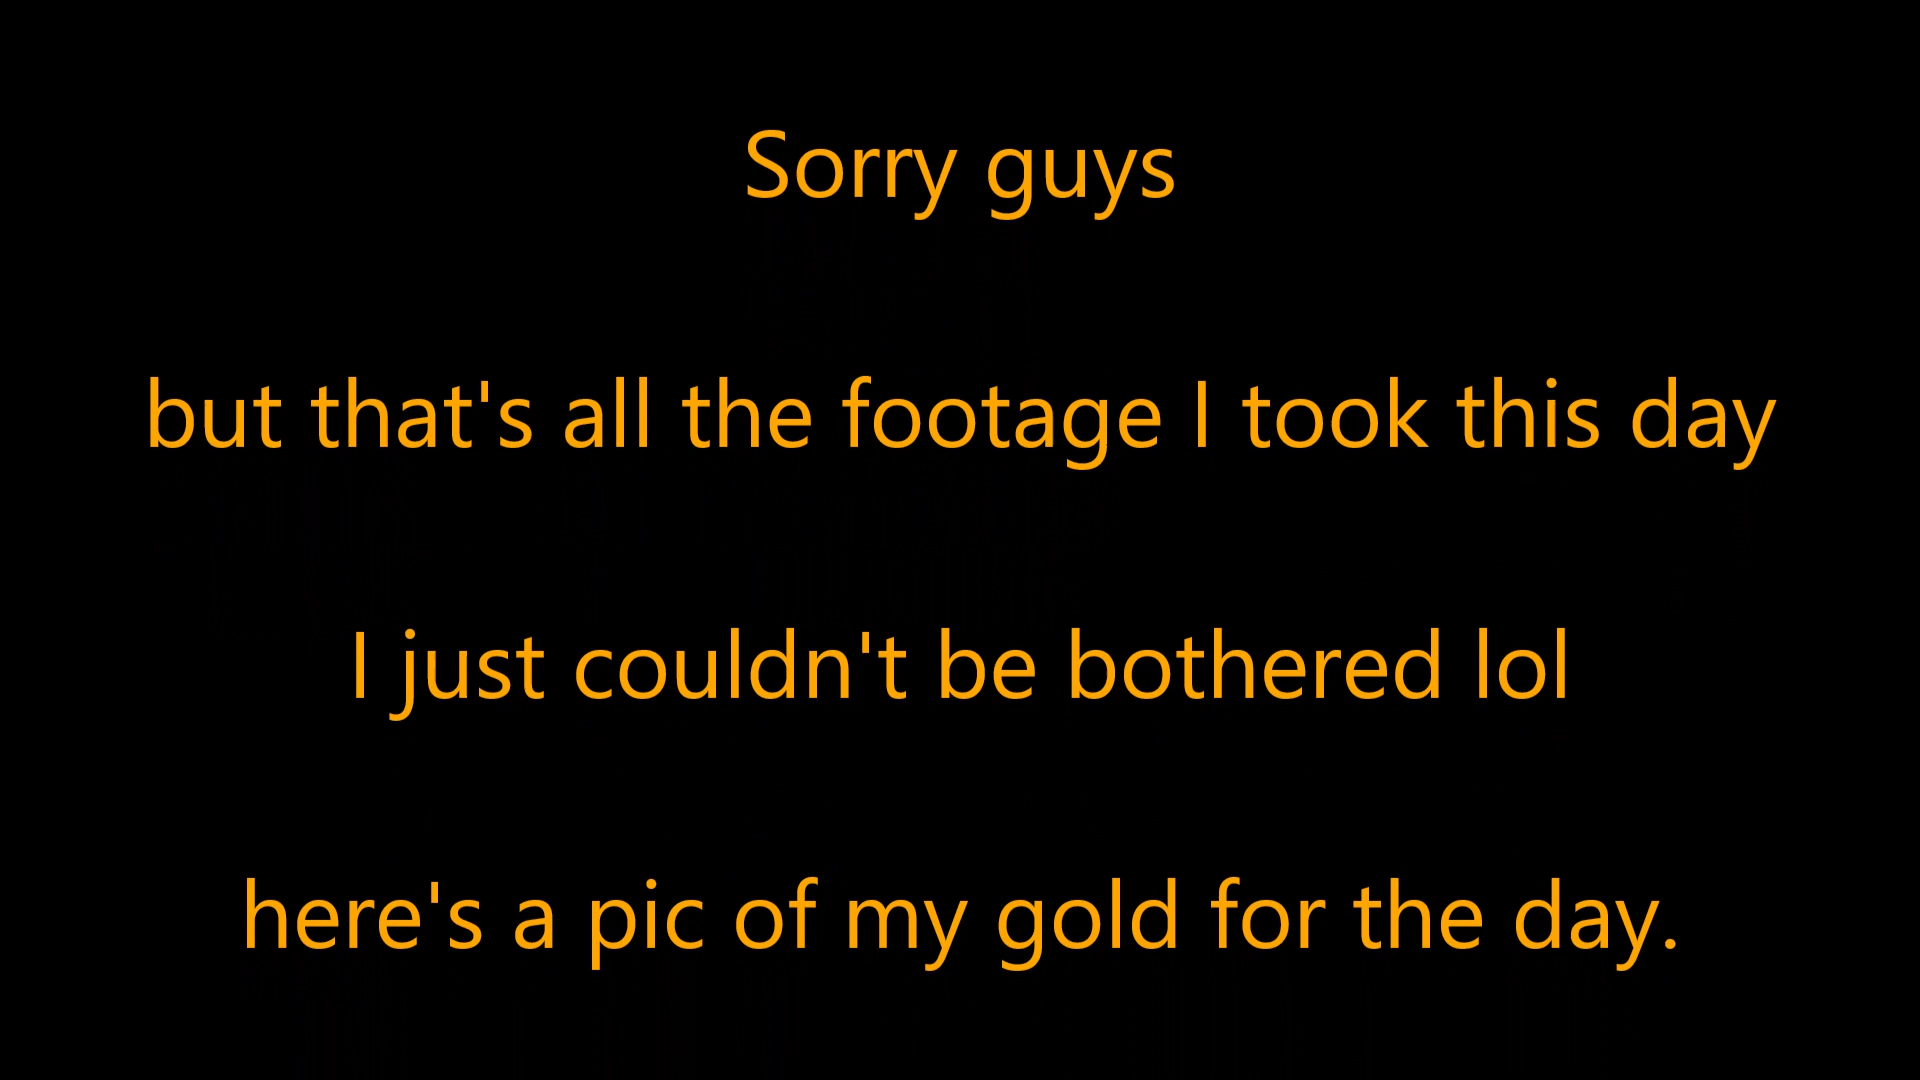 Sorry guys
but that's all the footage I took this day
I just couldn't be bothered lol
here's a pic of my gold for the day.